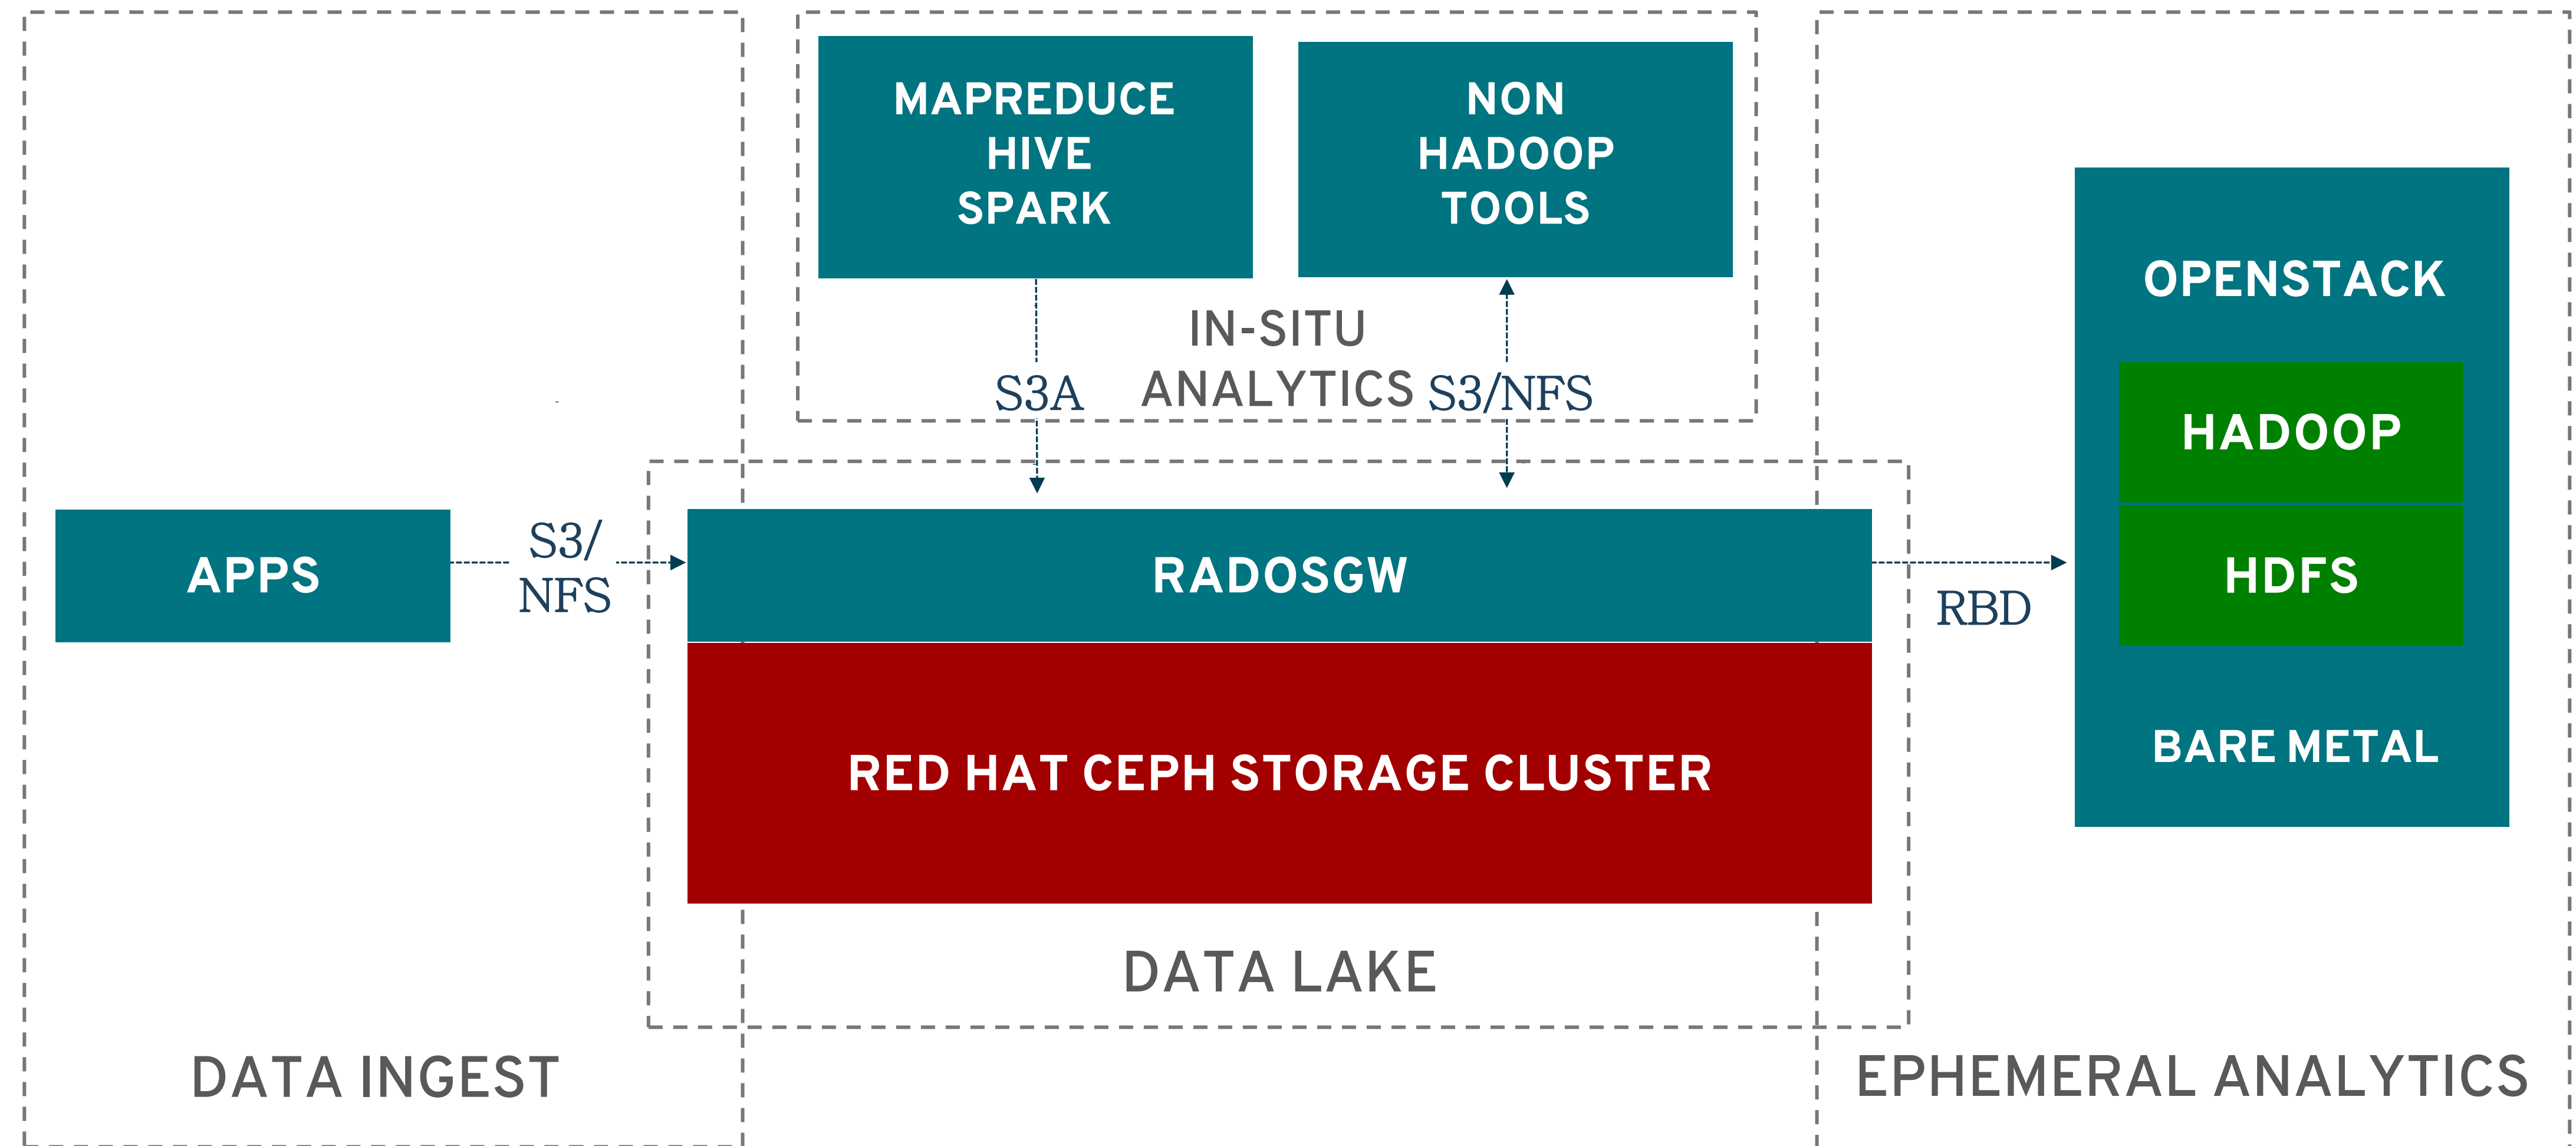 MAPREDUCE
HIVE
SPARK
NON
HADOOP
TOOLS
IN-SITU
ANALYTICS
S3A
S3/NFS
APPS
S3/
NFS
RADOSGW
RED HAT CEPH STORAGE CLUSTER
DATA LAKE
RBD
OPENSTACK
HADOOP
HDFS
BARE METAL
DATA INGEST
EPHEMERAL ANALYTICS